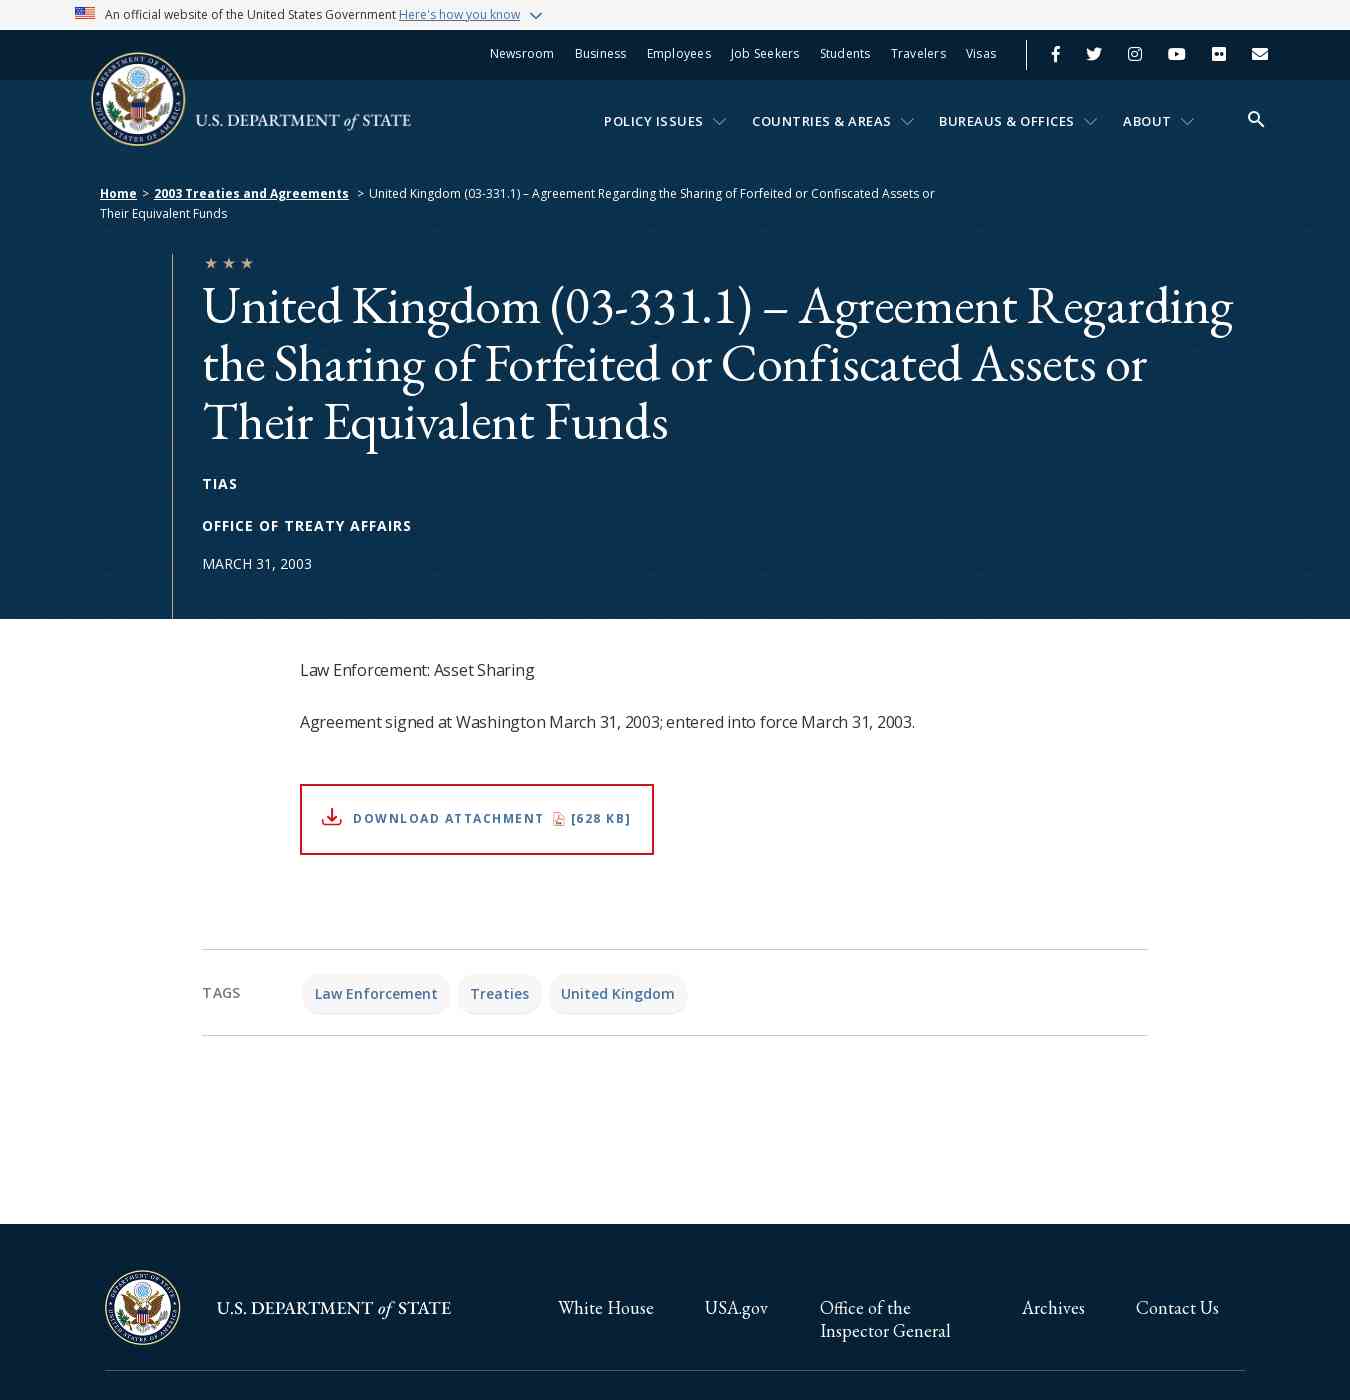 An official website of the United States Government Here's how you know
Newsroom Business Employees Job Seekers Students Travelers Visas
U.S. DEPARTMENT of STATE
POLICY ISSUES COUNTRIES & AREAS BUREAUS & OFFICES ABOUT
Home > 2003 Treaties and Agreements > United Kingdom (03-331.1) – Agreement Regarding the Sharing of Forfeited or Confiscated Assets or
Their Equivalent Funds
United Kingdom (03-331.1) – Agreement Regarding
the Sharing of Forfeited or Confiscated Assets or
Their Equivalent Funds
TIAS
OFFICE OF TREATY AFFAIRS
MARCH 31, 2003
Law Enforcement: Asset Sharing
Agreement signed at Washington March 31, 2003; entered into force March 31, 2003.
DOWNLOAD ATTACHMENT [628 KB]
TAGS Law Enforcement Treaties United Kingdom
U.S. DEPARTMENT of STATE
White House USA.gov Office of the Archives Contact Us
Inspector General